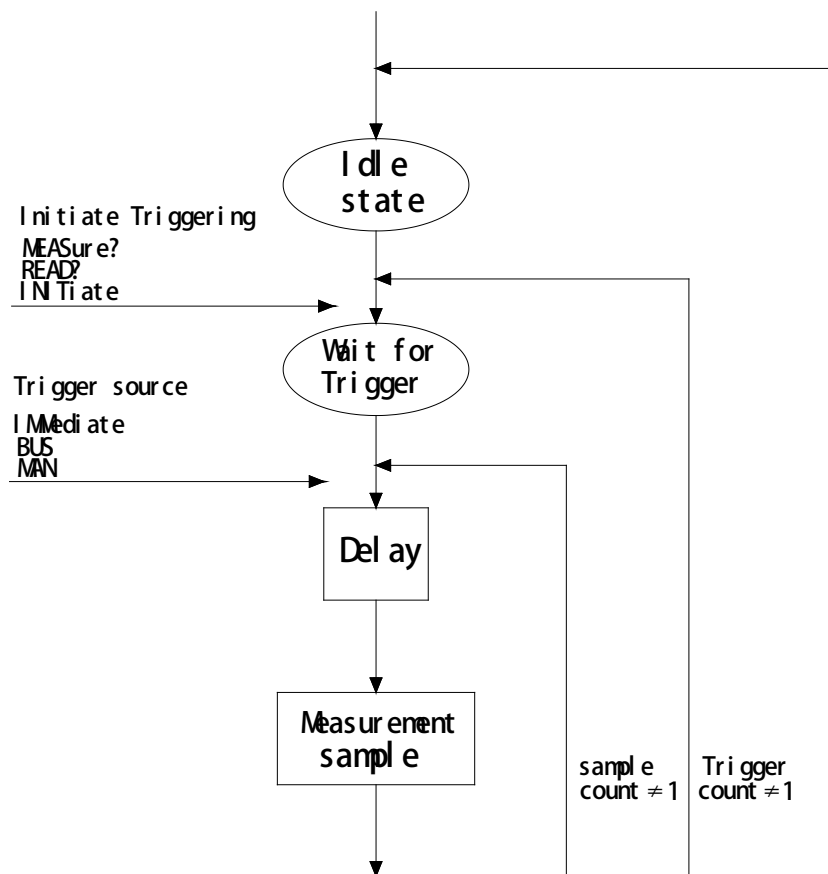 Idle
state
Initiate Triggering
MEASure?
READ?
INITiate
Wait for
Trigger
Trigger source
IMMediate
BUS
MAN
Delay
Measurement
sample
sample
count ≠ 1
Trigger
count ≠ 1